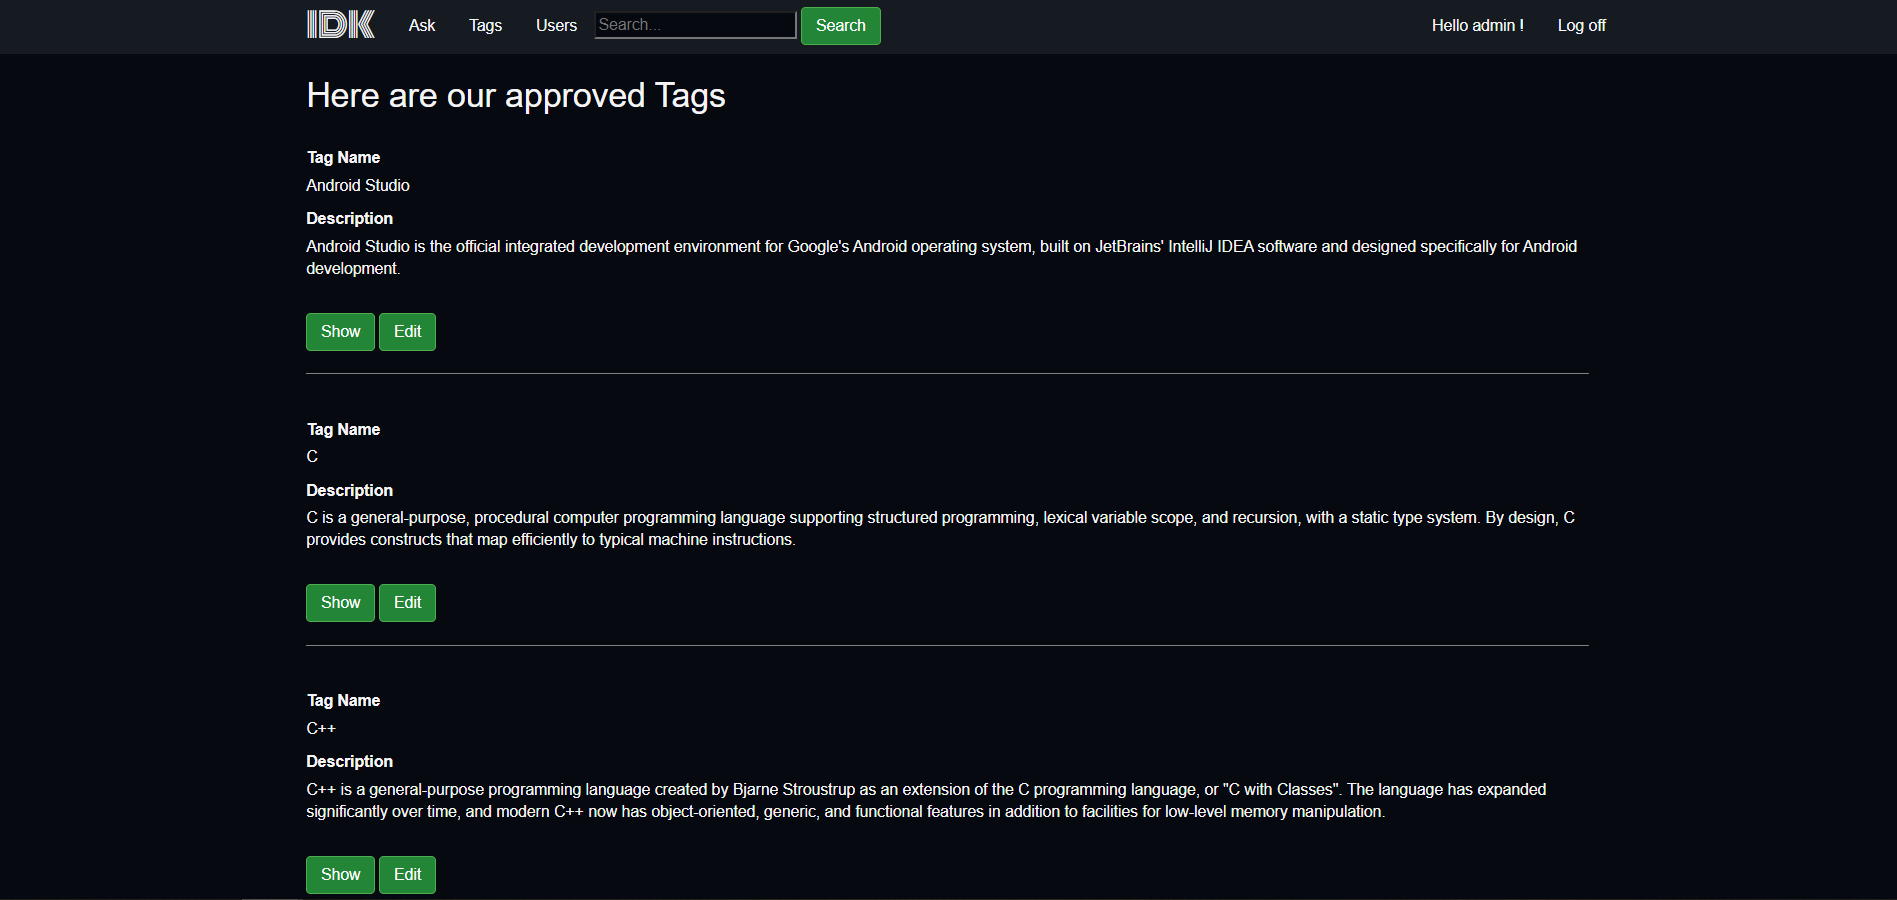 IDK Ask Tags Users Search... Search Hello admin ! Log off
Here are our approved Tags
Tag Name
Android Studio
Description
Android Studio is the official integrated development environment for Google's Android operating system, built on JetBrains' IntelliJ IDEA software and designed specifically for Android
development.
Show Edit
Tag Name
C
Description
C is a general-purpose, procedural computer programming language supporting structured programming, lexical variable scope, and recursion, with a static type system. By design, C
provides constructs that map efficiently to typical machine instructions.
Show Edit
Tag Name
C++
Description
C++ is a general-purpose programming language created by Bjarne Stroustrup as an extension of the C programming language, or "C with Classes". The language has expanded
significantly over time, and modern C++ now has object-oriented, generic, and functional features in addition to facilities for low-level memory manipulation.
Show Edit